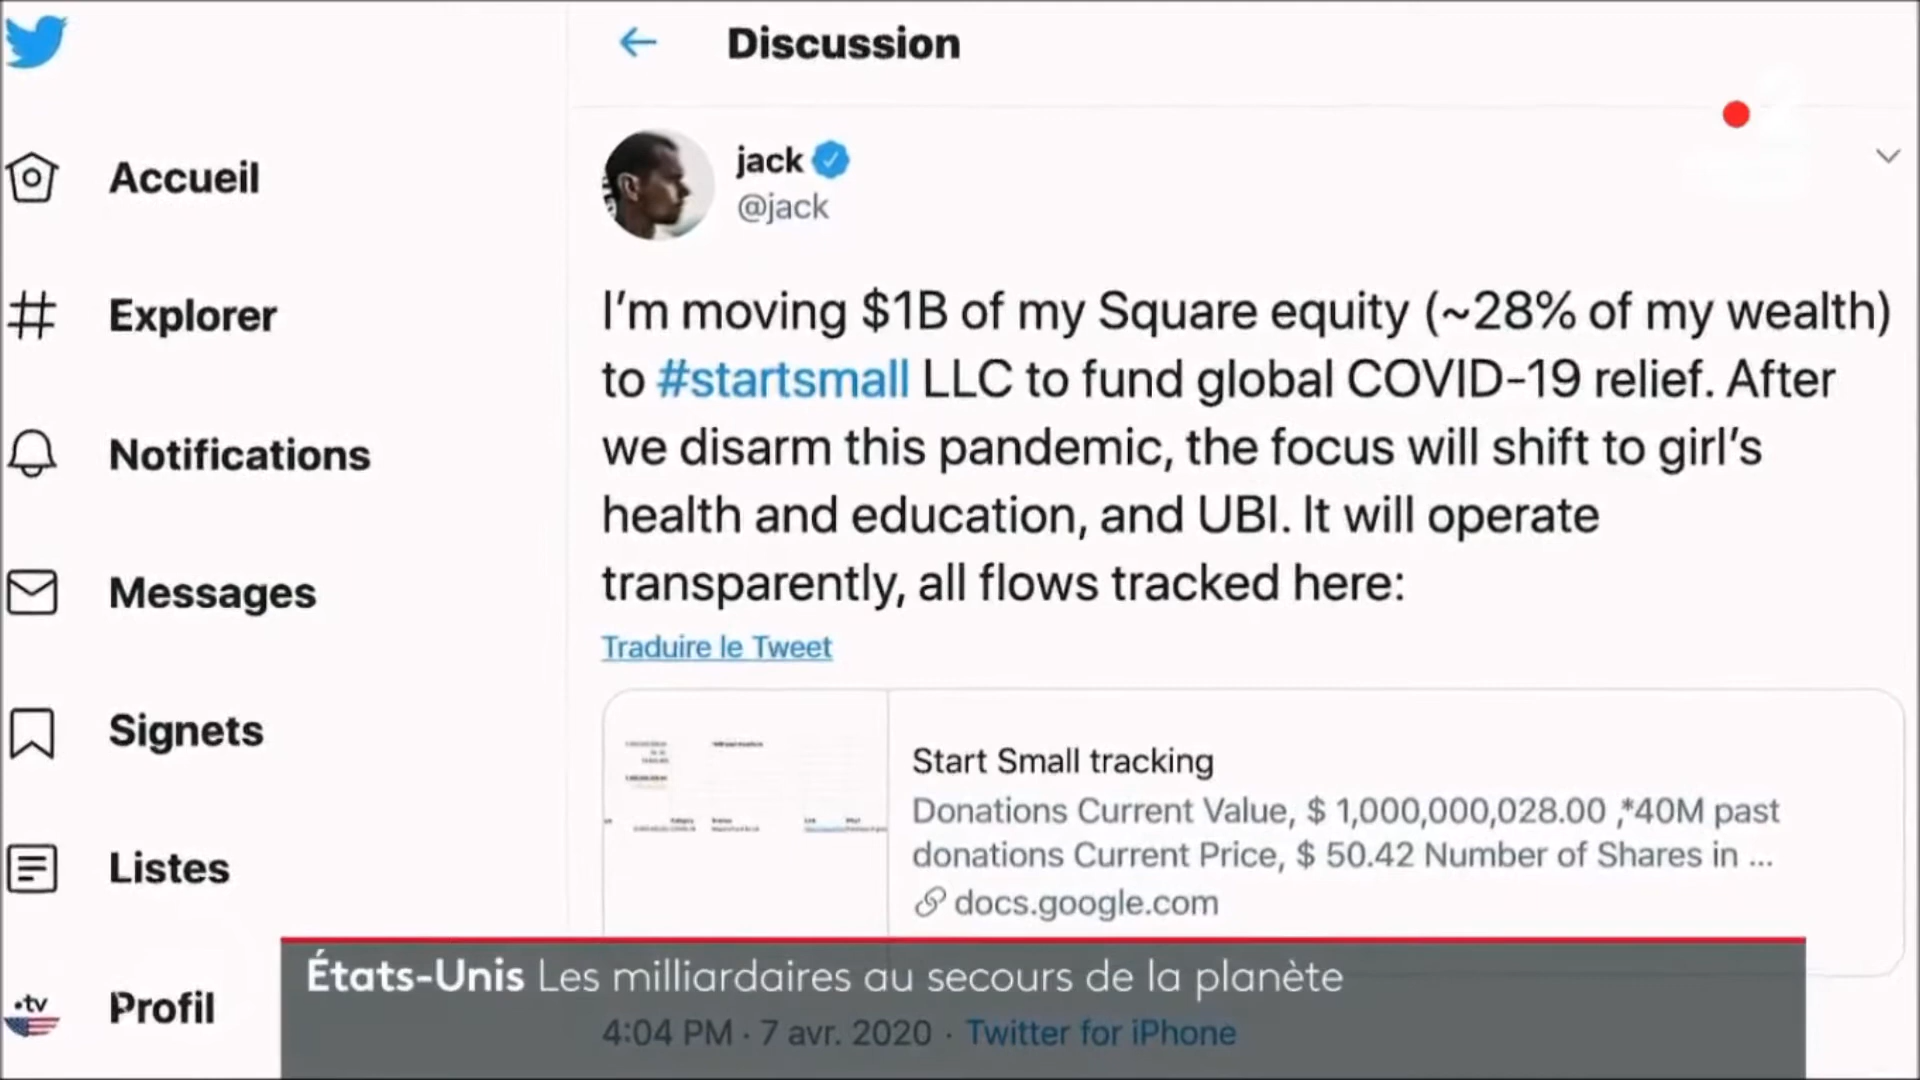 Discussion
Accueil
Explorer
Notifications
Messages
Signets
Listes
•tv
Profil
jack
@jack
I'm moving $1B of my Square equity (~28% of my wealth)
to #startsmall LLC to fund global COVID-19 relief. After
we disarm this pandemic, the focus will shift to girl's
health and education, and UBI. It will operate
transparently, all flows tracked here:
Traduire le Tweet
Start Small tracking
Donations Current Value, $ 1,000,000,028.00 ,*40M past
donations Current Price, $ 50.42 Number of Shares in ...
docs.google.com
États-Unis Les milliardaires au secours de la planète
4:04 PM · 7 avr. 2020 · Twitter for iPhone